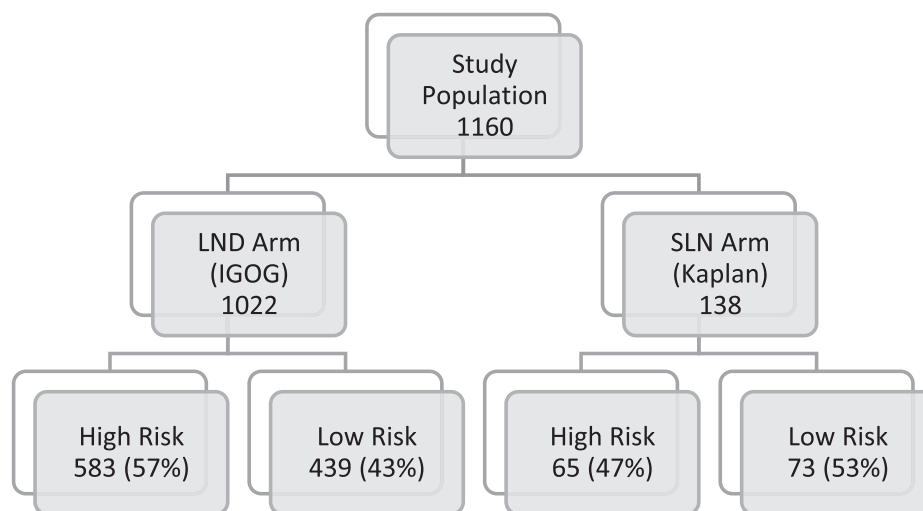 Study
Population
1160
LND Arm
(IGOG)
1022
SLN Arm
(Kaplan)
138
High Risk
583 (57%)
Low Risk
439 (43%)
High Risk
65 (47%)
Low Risk
73 (53%)